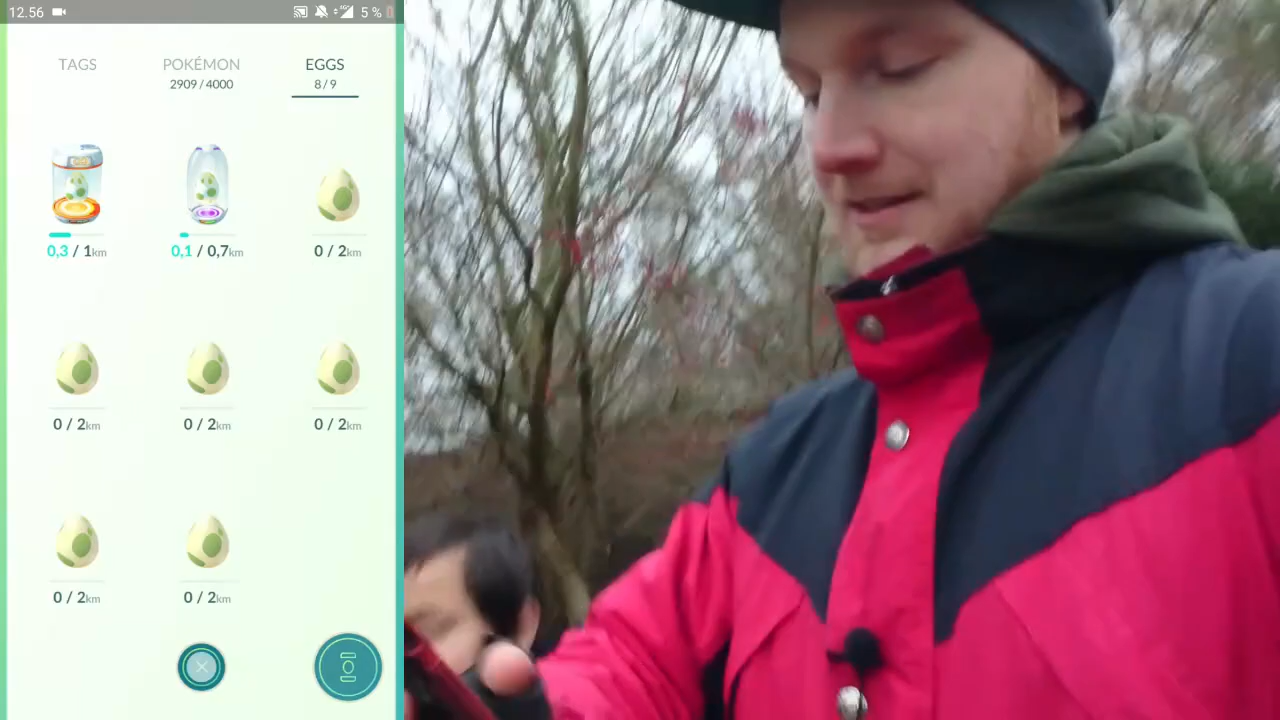 12.56 5 %
TAGS POKÉMON EGGS
2909 / 4000 8 / 9
0,3 / 1km 0,1 / 0,7km 0 / 2km
0 / 2km 0 / 2km 0 / 2km
0 / 2km 0 / 2km